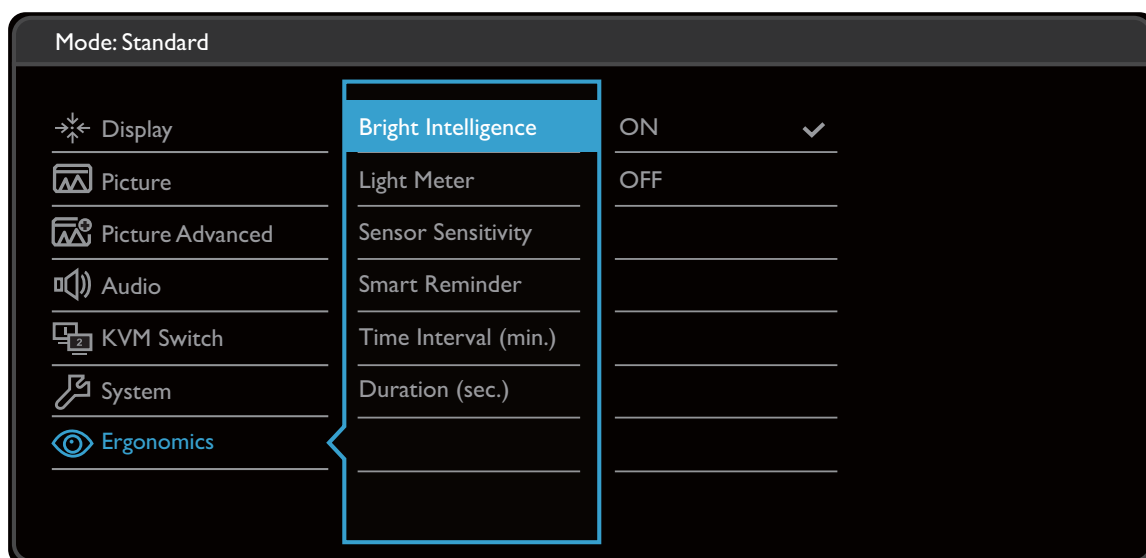 Mode: Standard
Display
Picture
Picture Advanced
Audio
KVM Switch
2
System
Ergonomics
Bright Intelligence
Light Meter
Sensor Sensitivity
Smart Reminder
Time Interval (min.)
Duration (sec.)
ON
OFF